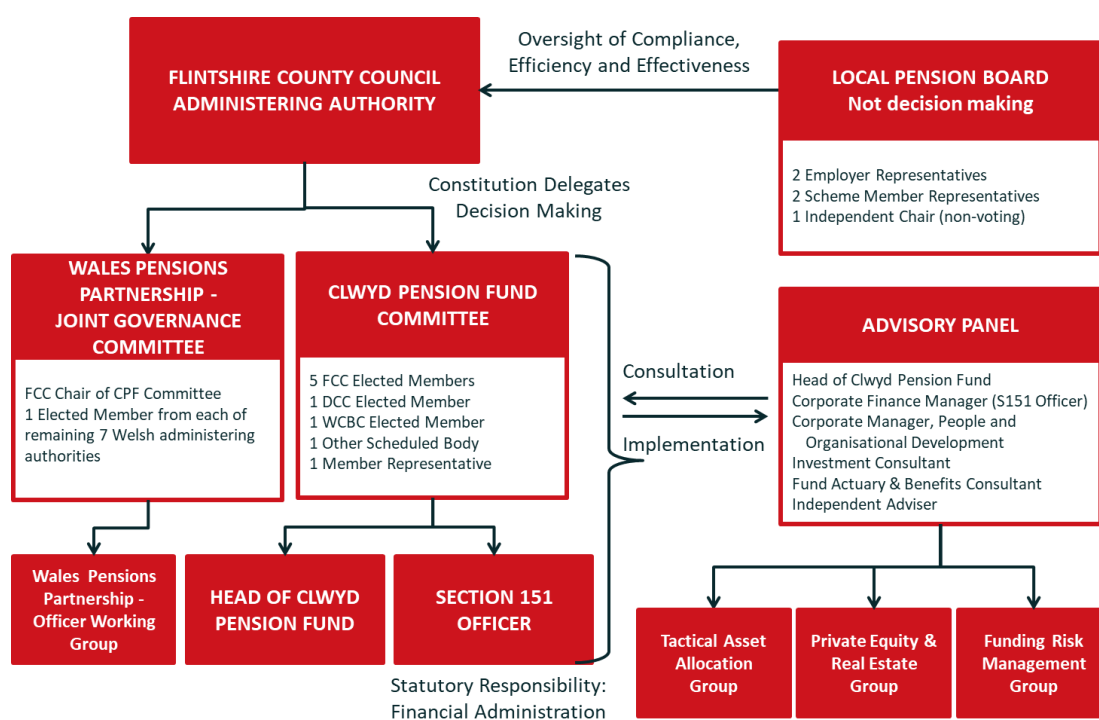 FLINTSHIRE COUNTY COUNCIL
ADMINISTERING AUTHORITY
Oversight of Compliance,
Efficiency and Effectiveness
LOCAL PENSION BOARD
Not decision making
2 Employer Representatives
2 Scheme Member Representatives
1 Independent Chair (non-voting)
Constitution Delegates
Decision Making
WALES PENSIONS
PARTNERSHIP -
JOINT GOVERNANCE
COMMITTEE
FCC Chair of CPF Committee
1 Elected Member from each of
remaining 7 Welsh administering
authorities
CLWYD PENSION FUND
COMMITTEE
5 FCC Elected Members
1 DCC Elected Member
1 WCBC Elected Member
1 Other Scheduled Body
1 Member Representative
Consultation
Implementation
ADVISORY PANEL
Head of Clwyd Pension Fund
Corporate Finance Manager (S151 Officer)
Corporate Manager, People and
Organisational Development
Investment Consultant
Fund Actuary & Benefits Consultant
Independent Adviser
Wales Pensions
Partnership -
Officer Working
Group
HEAD OF CLWYD
PENSION FUND
SECTION 151
OFFICER
Statutory Responsibility:
Financial Administration
Tactical Asset
Allocation
Group
Private Equity &
Real Estate
Group
Funding Risk
Management
Group